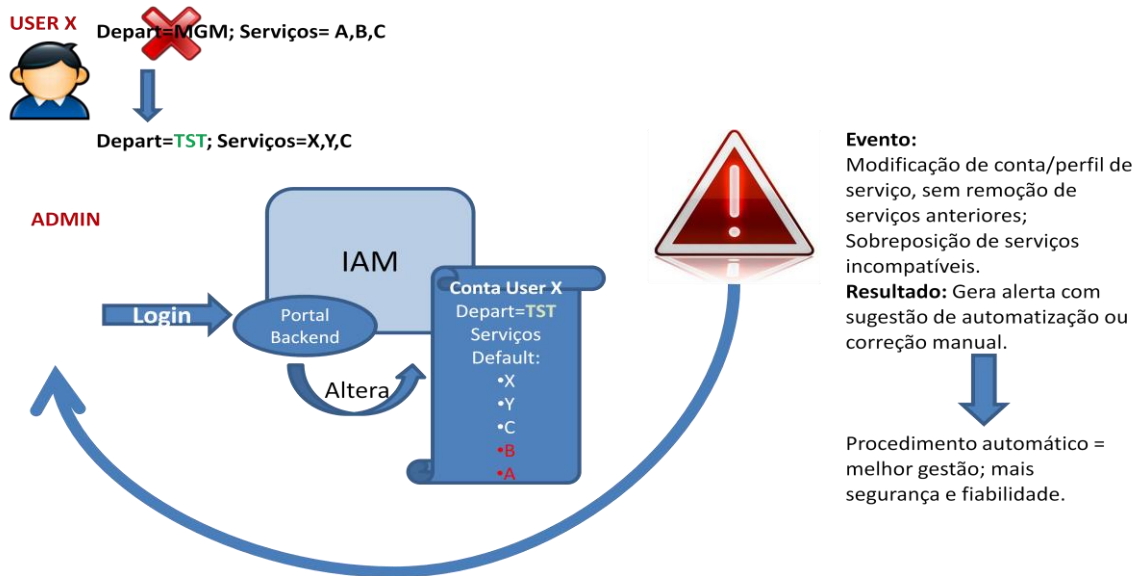 USER X
Depart=MGM; Serviços= A,B,C
Depart=TST; Serviços=X,Y,C
ADMIN
Login
IAM
Portal
Backend
Altera
Conta User X
Depart=TST
Serviços
Default:
•X
•Y
•C
•B
•A
Evento:
Modificação de conta/perfil de
serviço, sem remoção de
serviços anteriores;
Sobreposição de serviços
incompatíveis.
Resultado: Gera alerta com
sugestão de automatização ou
correção manual.
Procedimento automático =
melhor gestão; mais
segurança e fiabilidade.